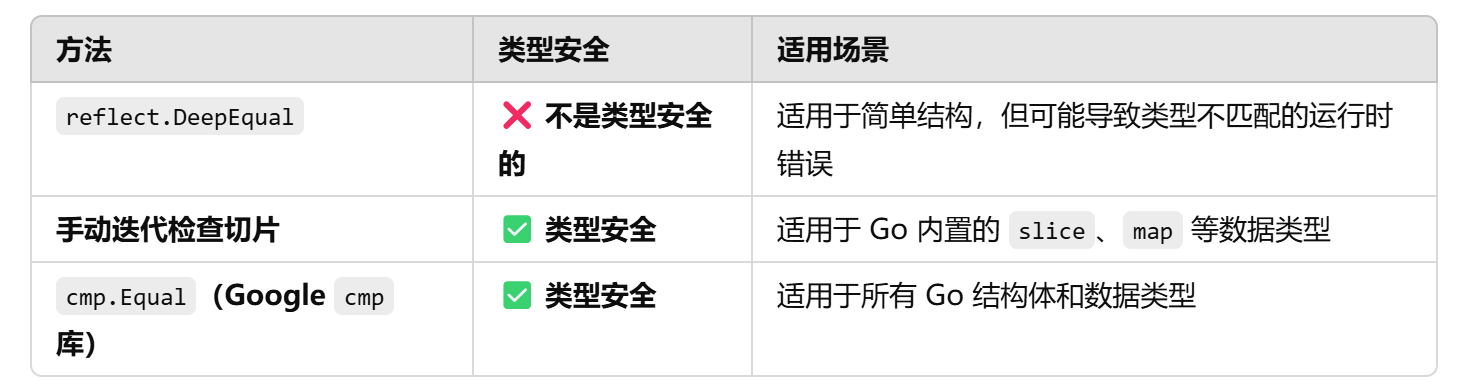 方法 类型安全 适用场景
reflect.DeepEqual ❌ 不是类型安全的 适用于简单结构，但可能导致类型不匹配的运行时错误
手动迭代检查切片 ✅ 类型安全 适用于 Go 内置的 slice、map 等数据类型
cmp.Equal（Google cmp 库） ✅ 类型安全 适用于所有 Go 结构体和数据类型